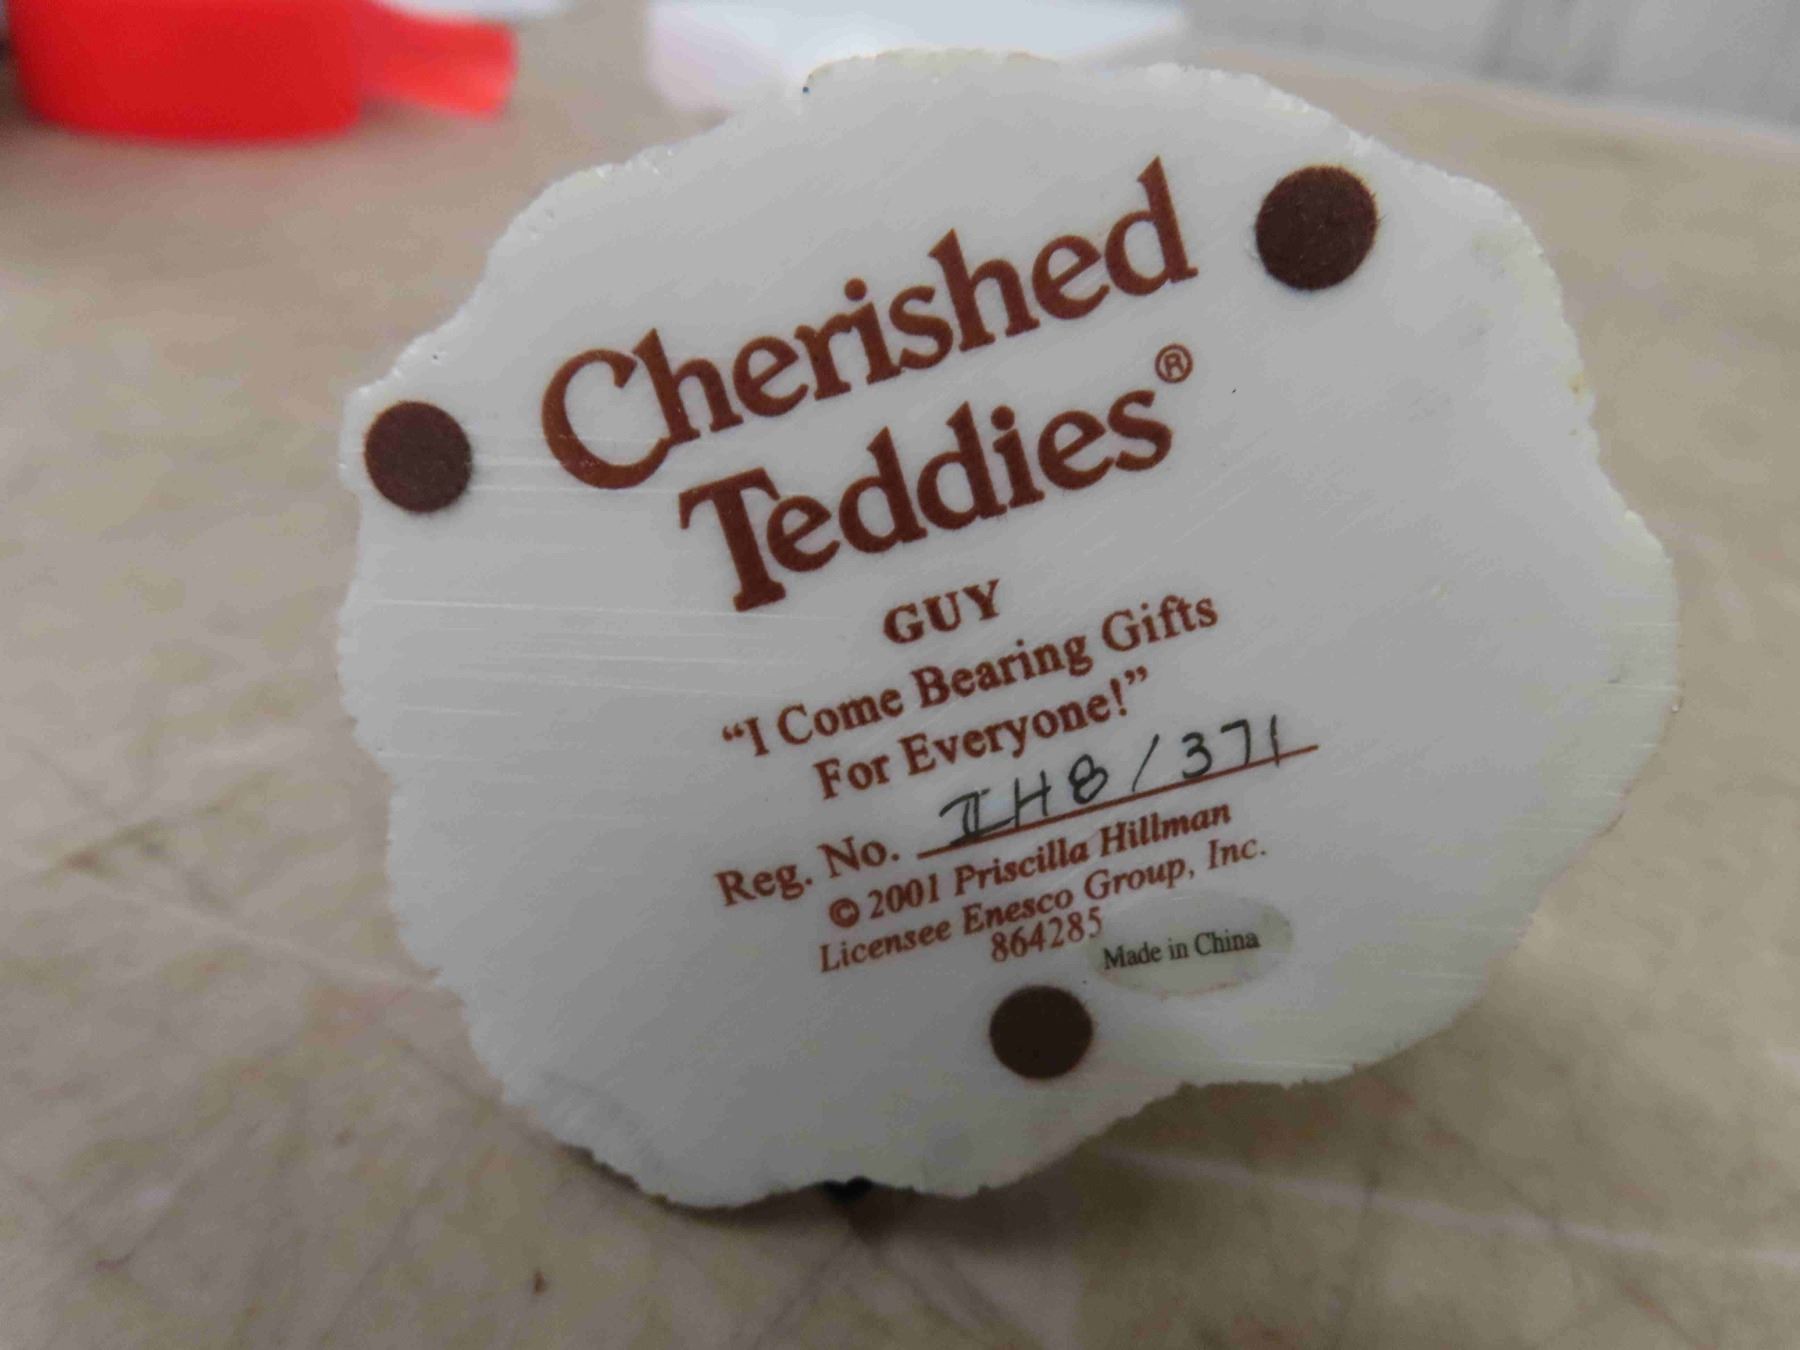 Cherished
Teddies®
GUY
“I Come Bearing Gifts
For Everyone!”
Reg. No. IH8/371
© 2001 Priscilla Hillman
Licensee Enesco Group, Inc.
864285
Made in China